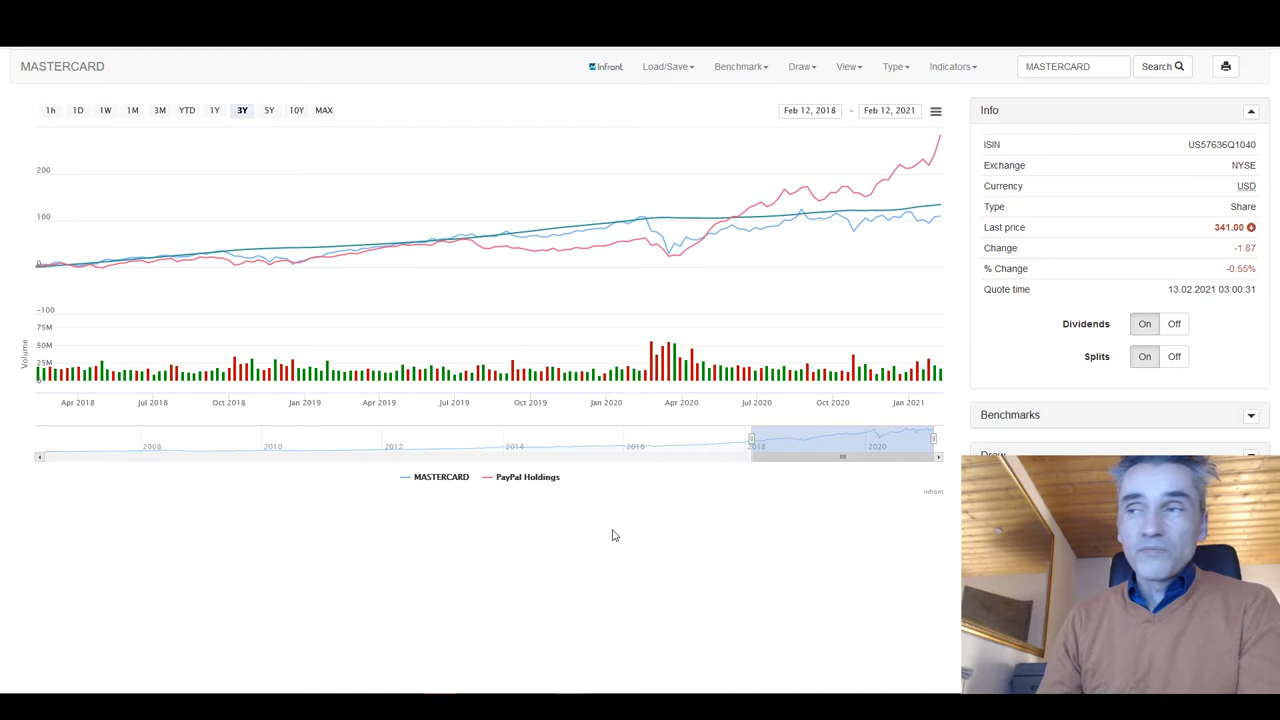 MASTERCARD
Infront Load/Save Benchmark Draw View Type Indicators MASTERCARD Search
1h 1D 1W 1M 3M YTD 1Y 3Y 5Y 10Y MAX
Feb 12, 2018 – Feb 12, 2021
200
100
0
-100
75M
50M
25M
0
Volume
Apr 2018 Jul 2018 Oct 2018 Jan 2019 Apr 2019 Jul 2019 Oct 2019 Jan 2020 Apr 2020 Jul 2020 Oct 2020 Jan 2021
2008 2010 2012 2014 2016 2018 2020
MASTERCARD PayPal Holdings
Infront
Info
ISIN US57636Q1040
Exchange NYSE
Currency USD
Type Share
Last price 341.00
Change -1.87
% Change -0.55%
Quote time 13.02.2021 03:00:31
Dividends On Off
Splits On Off
Benchmarks
Draw